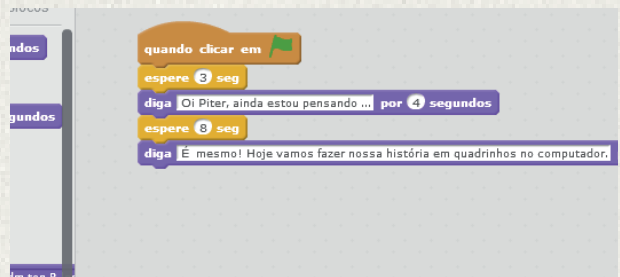 blocos
ndos
quando clicar em
espere 3 seg
gundos
diga Oi Piter, ainda estou pensando ... por 4 segundos
espere 8 seg
diga É mesmo! Hoje vamos fazer nossa história em quadrinhos no computador.